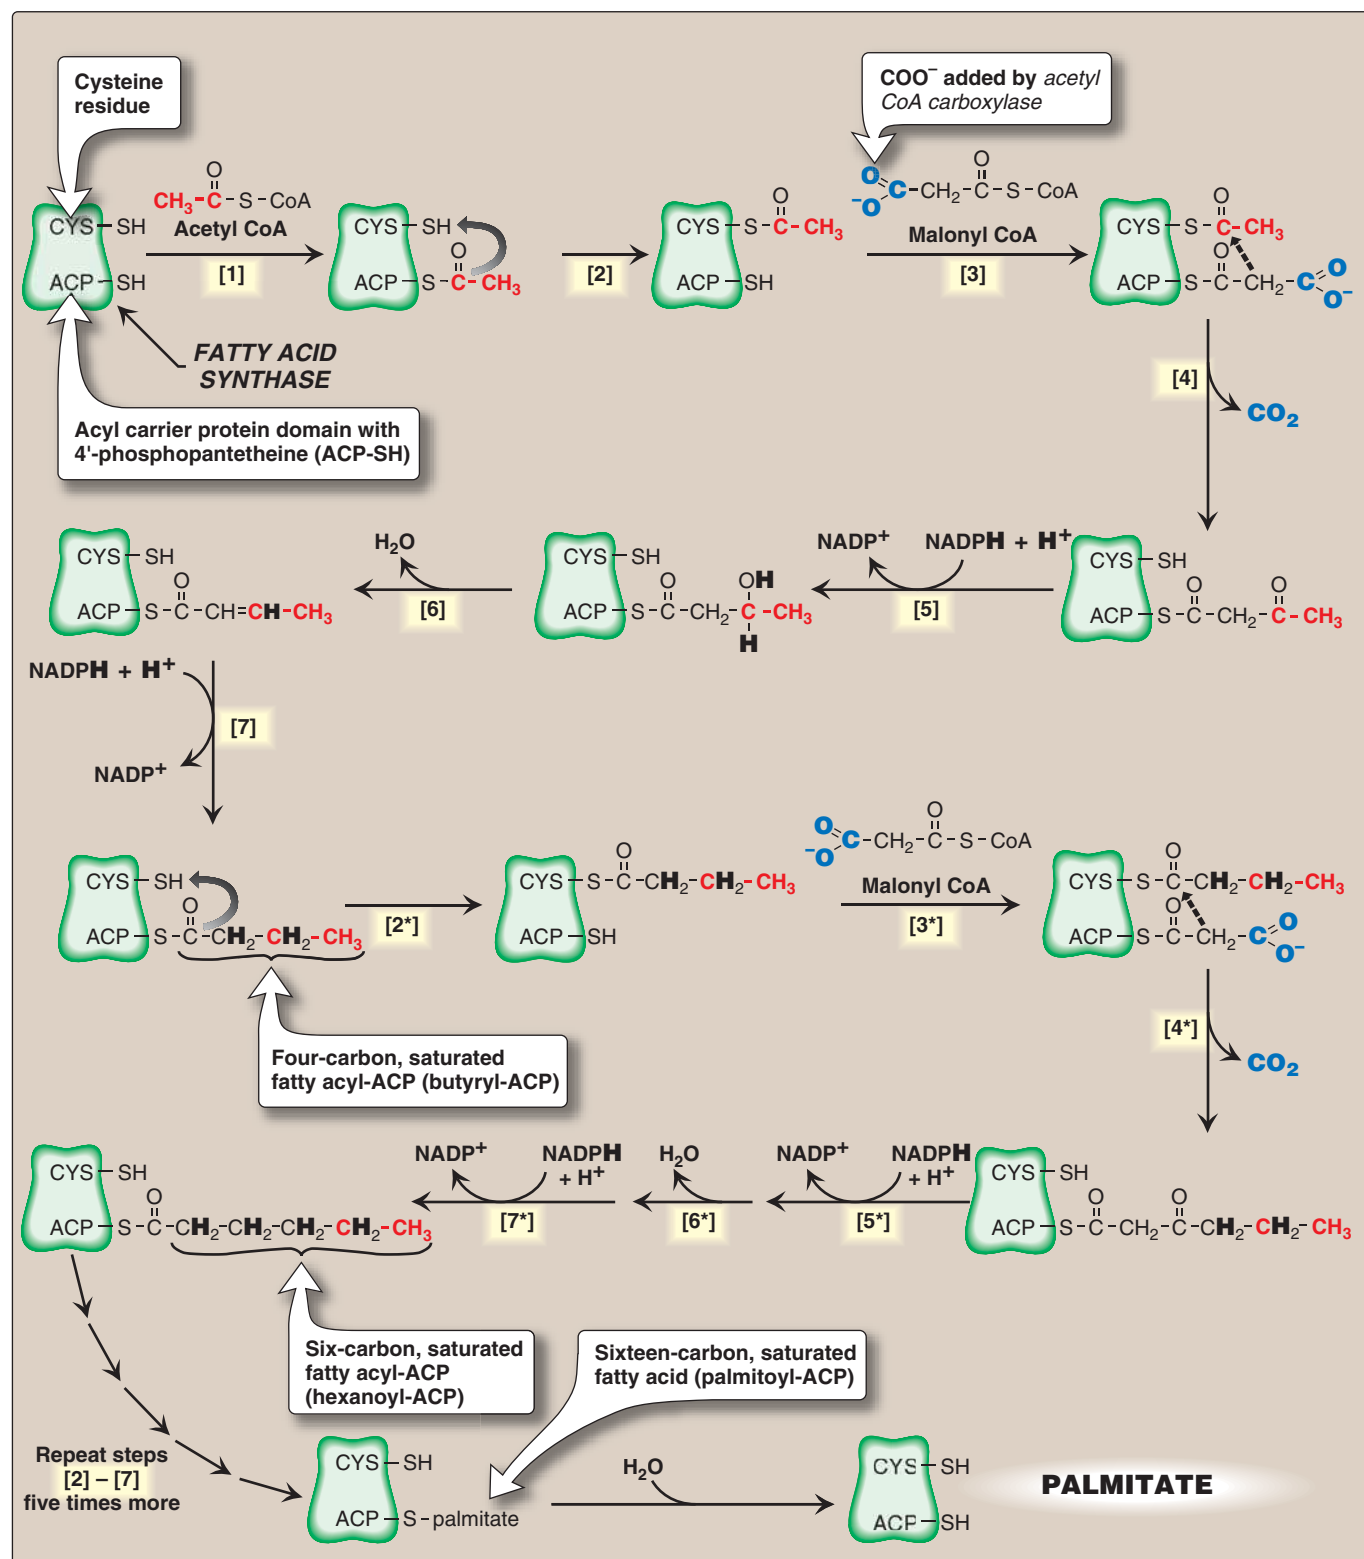 Cysteine
residue
COO⁻ added by acetyl
CoA carboxylase
CYS–SH
ACP–SH
CH₃–C(=O)–S–CoA
Acetyl CoA
[1]
CYS–SH
ACP–S–C(=O)–CH₃
[2]
CYS–S–C(=O)–CH₃
ACP–SH
⁻O–C(=O)–CH₂–C(=O)–S–CoA
Malonyl CoA
[3]
CYS–S–C(=O)–CH₃
ACP–S–C(=O)–CH₂–C(=O)–O⁻
FATTY ACID
SYNTHASE
[4]
CO₂
Acyl carrier protein domain with
4'-phosphopantetheine (ACP-SH)
CYS–SH
ACP–S–C(=O)–CH=CH–CH₃
H₂O
[6]
CYS–SH
ACP–S–C(=O)–CH₂–C(OH)(H)–CH₃
NADP⁺
NADPH + H⁺
[5]
CYS–SH
ACP–S–C(=O)–CH₂–C(=O)–CH₃
NADPH + H⁺
[7]
NADP⁺
CYS–SH
ACP–S–C(=O)–CH₂–CH₂–CH₃
[2*]
CYS–S–C(=O)–CH₂–CH₂–CH₃
ACP–SH
⁻O–C(=O)–CH₂–C(=O)–S–CoA
Malonyl CoA
[3*]
CYS–S–C(=O)–CH₂–CH₂–CH₃
ACP–S–C(=O)–CH₂–C(=O)–O⁻
Four-carbon, saturated
fatty acyl-ACP (butyryl-ACP)
[4*]
CO₂
CYS–SH
ACP–S–C(=O)–CH₂–CH₂–CH₂–CH₂–CH₃
NADP⁺
NADPH
+ H⁺
[7*]
H₂O
[6*]
NADP⁺
NADPH
+ H⁺
[5*]
CYS–SH
ACP–S–C(=O)–CH₂–C(=O)–CH₂–CH₂–CH₃
Six-carbon, saturated
fatty acyl-ACP
(hexanoyl-ACP)
Sixteen-carbon, saturated
fatty acid (palmitoyl-ACP)
Repeat steps
[2] – [7]
five times more
CYS–SH
ACP–S–palmitate
H₂O
CYS–SH
ACP–SH
PALMITATE